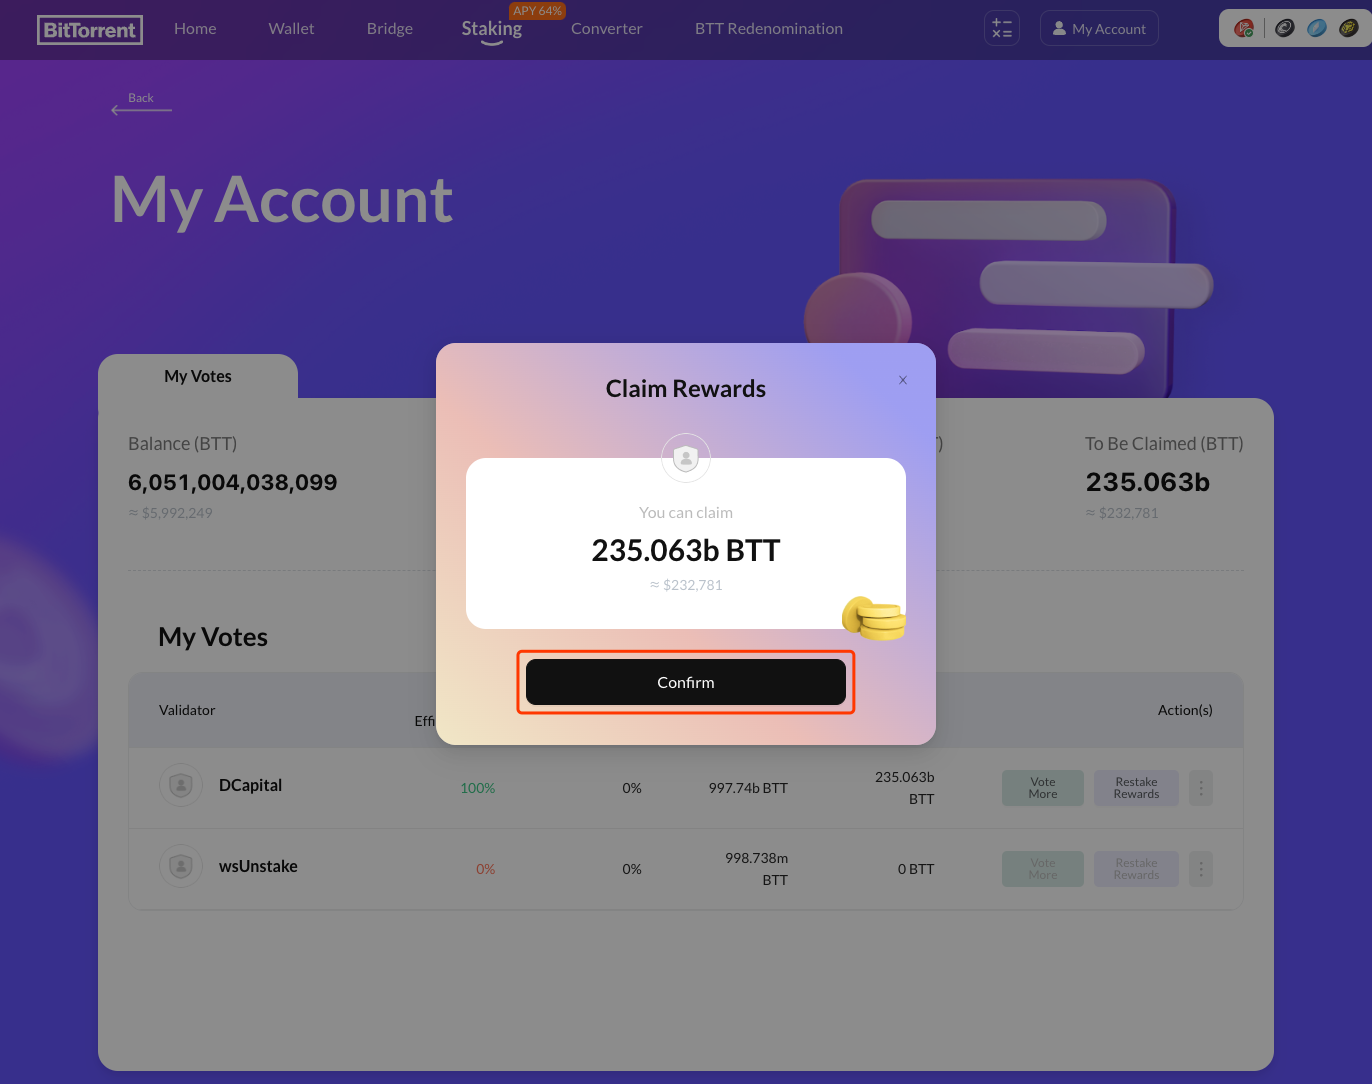 BitTorrent
Home
Wallet
Bridge
Staking
APY 64%
Converter
BTT Redenomination
My Account
Back
My Account
My Votes
Claim Rewards
x
Balance (BTT)
6,051,004,038,099
≈ $5,992,249
To Be Claimed (BTT)
235.063b
≈ $232,781
You can claim
235.063b BTT
≈ $232,781
Confirm
My Votes
Validator
Action(s)
DCapital
100%
0%
997.74b BTT
235.063b
BTT
Vote
More
Restake
Rewards
wsUnstake
0%
0%
998.738m
BTT
0 BTT
Vote
More
Restake
Rewards